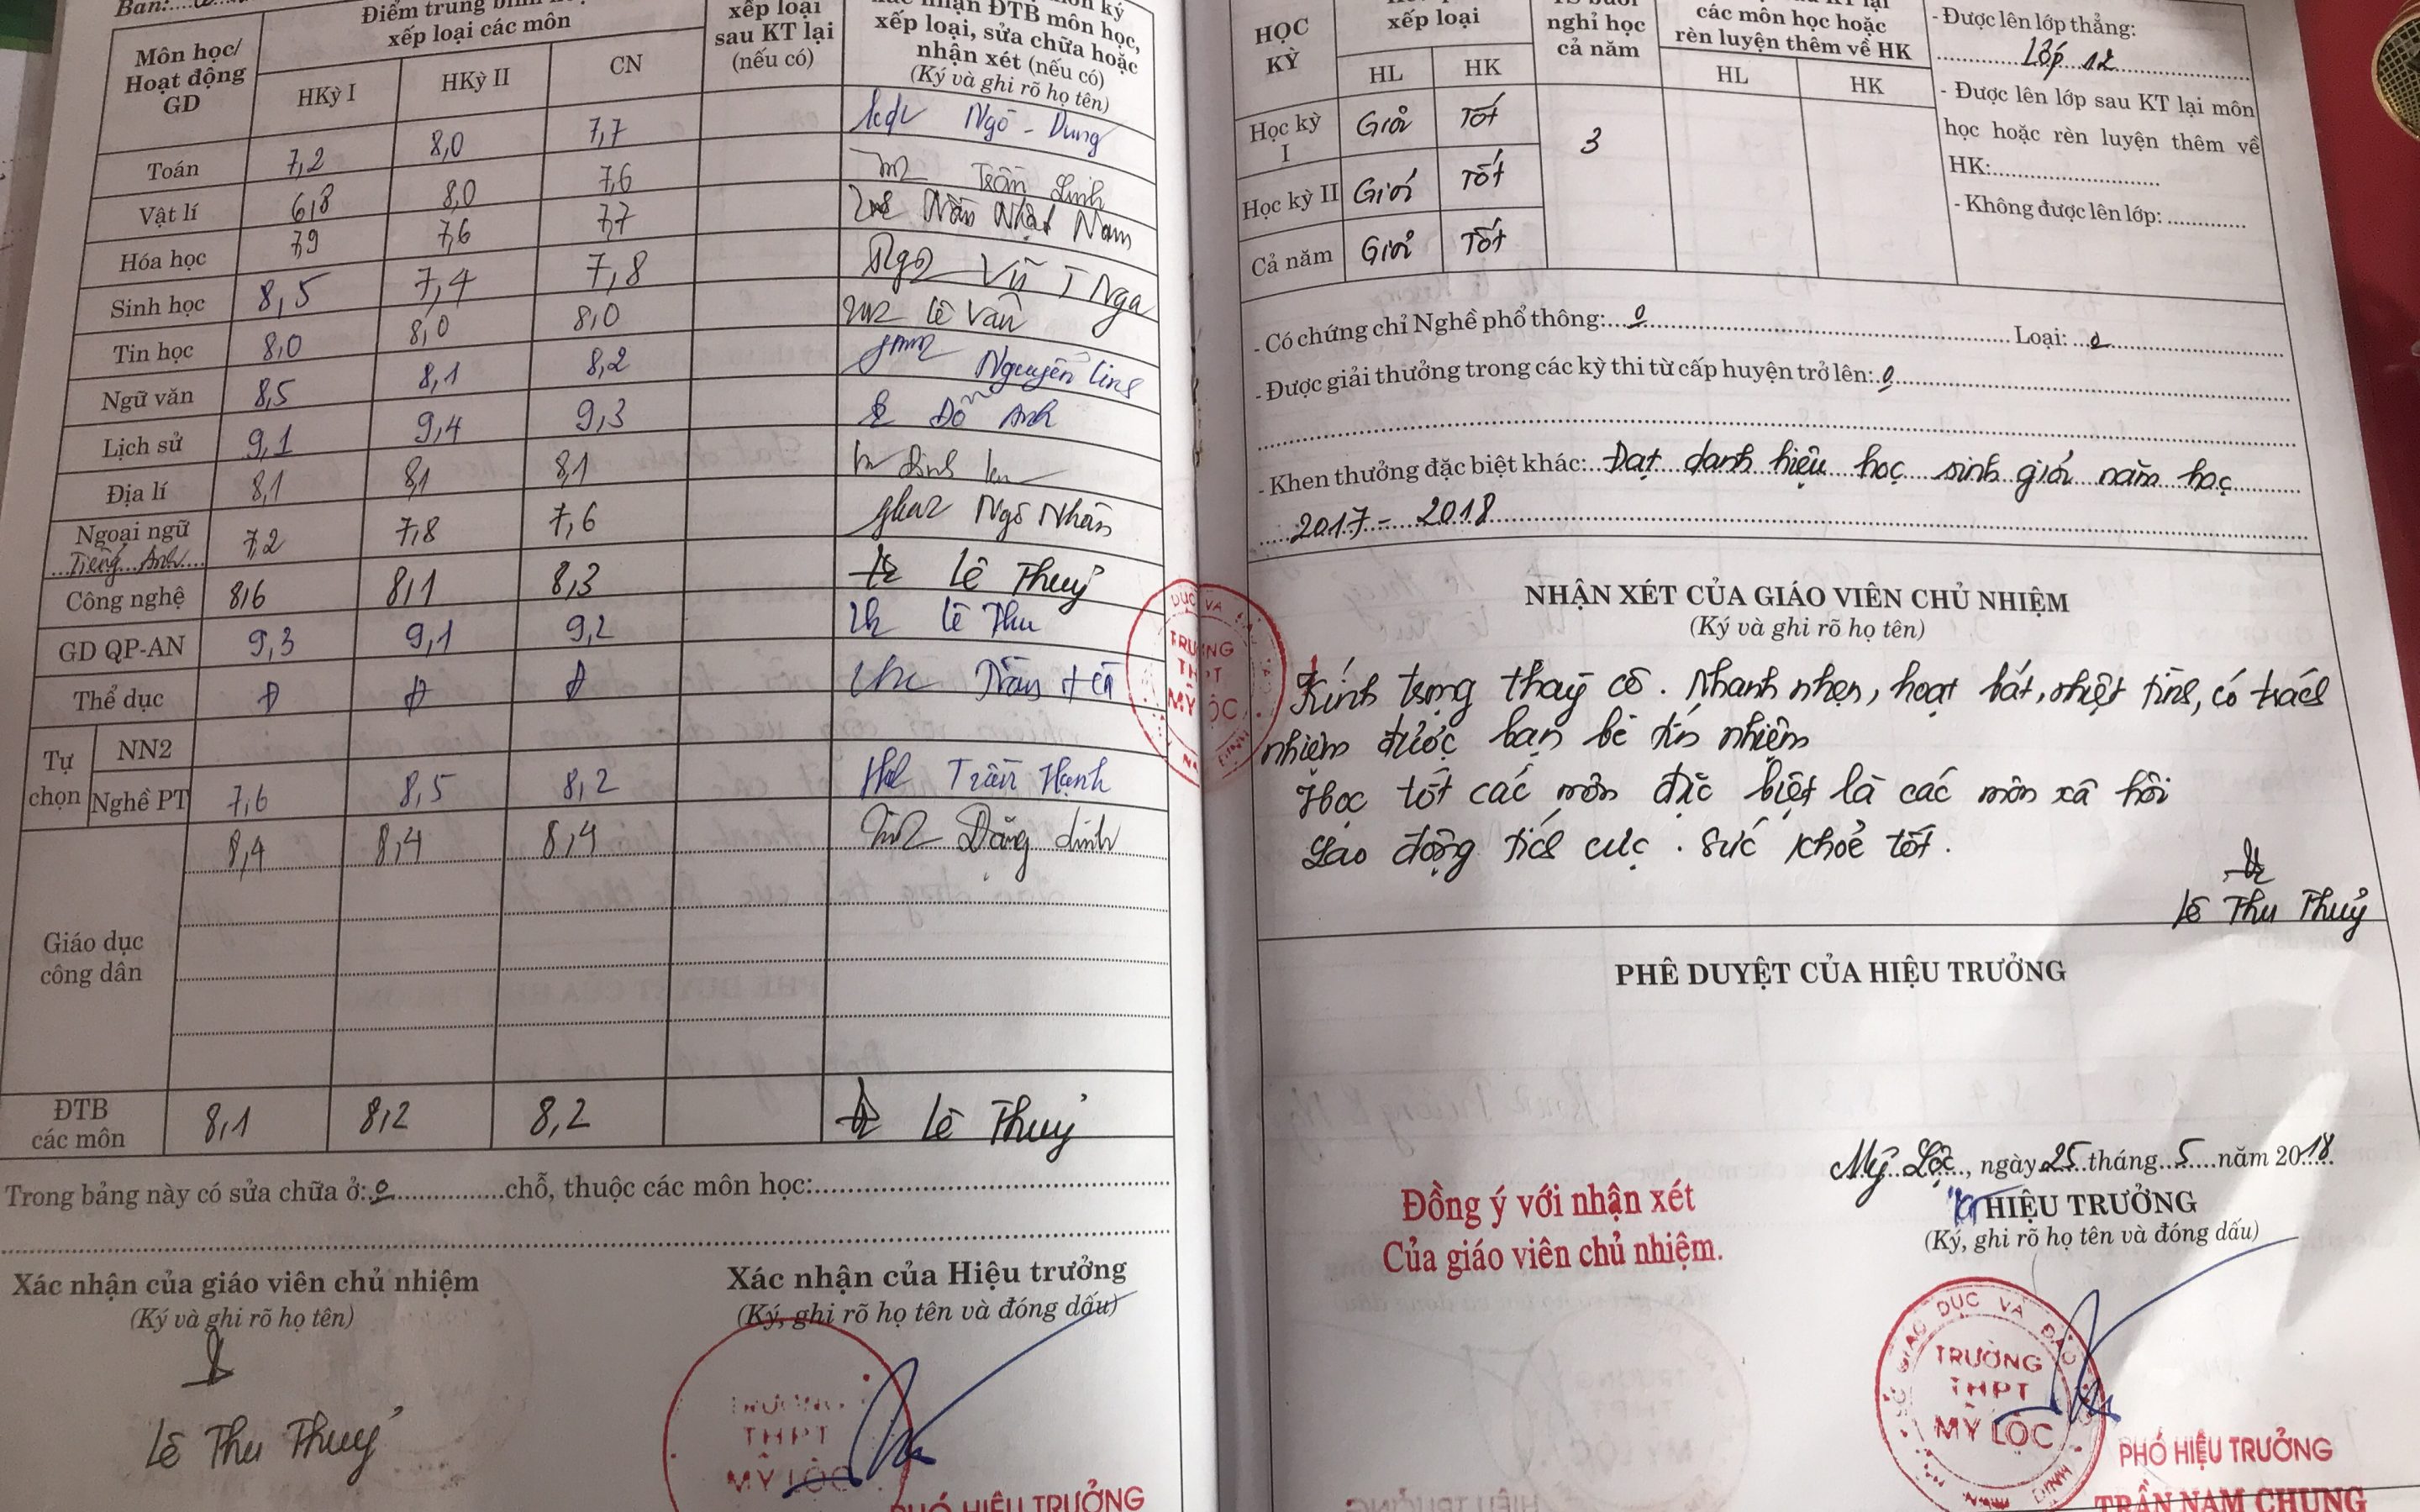 Ban:
Môn học/ Hoạt động GD
Điểm trung bình
xếp loại các môn
HKỳ I HKỳ II CN
xếp loại sau KT lại (nếu có)
nhận ĐTB môn học, xếp loại, sửa chữa hoặc nhận xét (nếu có)
(Ký và ghi rõ họ tên)
Toán 7,2 8,0 7,7 Ngô - Dung
Vật lí 6,8 8,0 7,6 Trần Linh
Hóa học 7,9 7,6 7,7 Trần Nhật Nam
Sinh học 8,5 7,4 7,8 Vũ T Nga
Tin học 8,0 8,0 8,0 Lê Vân
Ngữ văn 8,5 8,1 8,2 Nguyễn
Lịch sử 9,1 9,4 9,3 Đỗ Anh
Địa lí 8,1 8,1 8,1 Đinh
Ngoại ngữ Tiếng Anh 7,2 7,8 7,6 Ngô Nhâm
Công nghệ 8,6 8,1 8,3 Lê Thuỷ
GD QP-AN 9,3 9,1 9,2 Lê Thu
Thể dục Đ Đ Đ Trần
Tự chọn
NN2
Nghề PT 7,6 8,5 8,2 Trần Hạnh
Giáo dục công dân 8,4 8,4 8,4 Đặng Dinh
ĐTB các môn 8,1 8,2 8,2 Lê Thuỷ
Trong bảng này có sửa chữa ở: 0 chỗ, thuộc các môn học:
Xác nhận của giáo viên chủ nhiệm
(Ký và ghi rõ họ tên)
Lê Thu Thuỷ
Xác nhận của Hiệu trưởng
(Ký, ghi rõ họ tên và đóng dấu)
TRƯỜNG
THPT
MỸ LỘC
PHÓ HIỆU TRƯỞNG
HỌC KỲ
xếp loại
HL HK
nghỉ học cả năm
các môn học hoặc
rèn luyện thêm về HK
HL HK
Học kỳ I Giỏi Tốt
Học kỳ II Giỏi Tốt
Cả năm Giỏi Tốt
3
- Được lên lớp thẳng:
Lớp 12
- Được lên lớp sau KT lại môn
học hoặc rèn luyện thêm về
HK:
- Không được lên lớp:
- Có chứng chỉ Nghề phổ thông: 0 Loại: 0
- Được giải thưởng trong các kỳ thi từ cấp huyện trở lên: 0
- Khen thưởng đặc biệt khác: Đạt danh hiệu học sinh giỏi năm học
2017 - 2018
NHẬN XÉT CỦA GIÁO VIÊN CHỦ NHIỆM
(Ký và ghi rõ họ tên)
TRƯỜNG
THPT
MỸ LỘC
Kính trọng thầy cô. Nhanh nhẹn, hoạt bát, nhiệt tình, có trách
nhiệm được bạn bè tín nhiệm
Học tốt các môn đặc biệt là các môn xã hội
Lao động tích cực. Sức khoẻ tốt.
Lê Thu Thuỷ
PHÊ DUYỆT CỦA HIỆU TRƯỞNG
Đồng ý với nhận xét
Của giáo viên chủ nhiệm.
Mỹ Lộc, ngày 25 tháng 5 năm 2018
HIỆU TRƯỞNG
(Ký, ghi rõ họ tên và đóng dấu)
TRƯỜNG
THPT
MỸ LỘC
PHÓ HIỆU TRƯỞNG
TRẦN NAM CHUNG